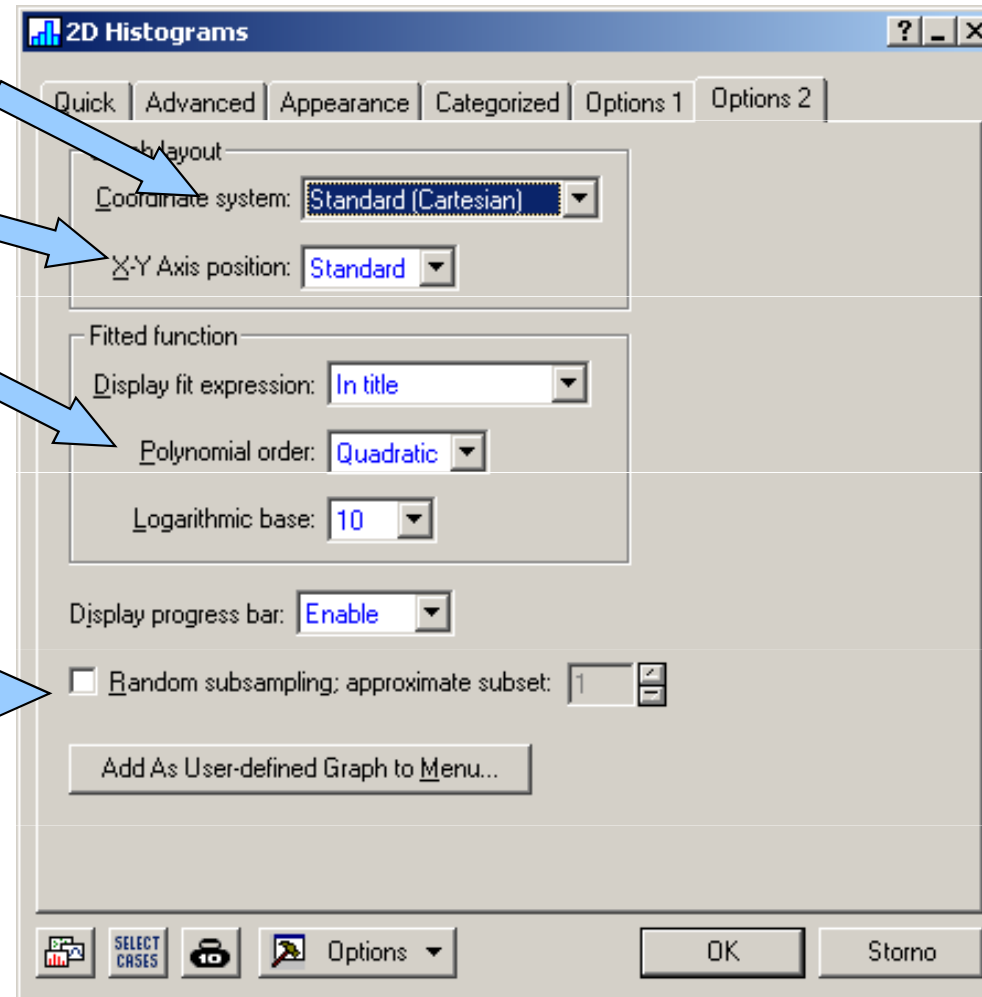 2D Histograms
Quick Advanced Appearance Categorized Options 1 Options 2
layout
Coordinate system: Standard (Cartesian)
X-Y Axis position: Standard
Fitted function
Display fit expression: In title
Polynomial order: Quadratic
Logarithmic base: 10
Display progress bar: Enable
Random subsampling; approximate subset: 1
Add As User-defined Graph to Menu...
SELECT
CASES
Options OK Storno